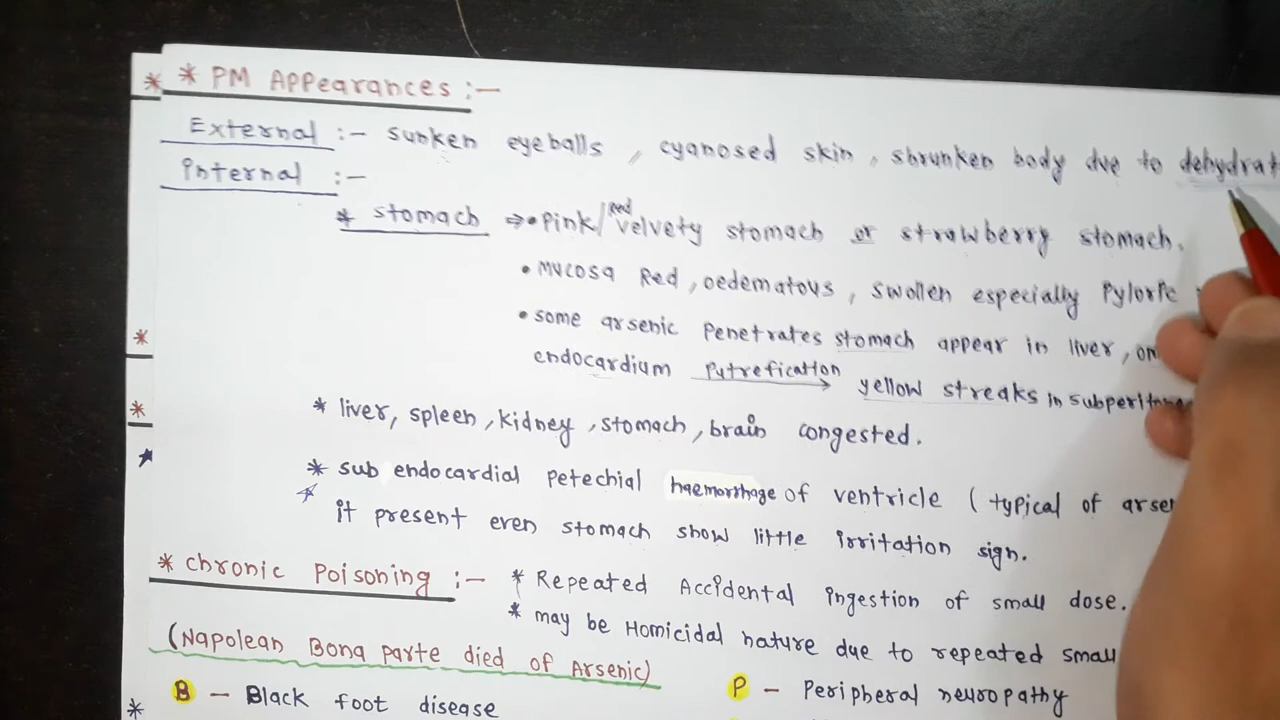 * * PM Appearances :-
External :- sunken eyeballs , cyanosed skin , shrunken body due to dehydrat
Internal :-
* stomach ⇒ • Pink/red velvety stomach or strawberry stomach.
• Mucosa Red , oedematous , swollen especially Pyloric
• some arsenic penetrates stomach appear in liver , om
endocardium Putrefication → yellow streaks in subperitone
* liver, spleen , kidney , stomach , brain congested.
* sub endocardial petechial haemorrhage of ventricle ( typical of arsen
it present even stomach show little irritation sign.
* chronic Poisoning :- * Repeated Accidental ingestion of small dose.
* may be Homicidal nature due to repeated small
(Napolean Bona parte died of Arsenic)
B - Black foot disease
P - Peripheral neuropathy